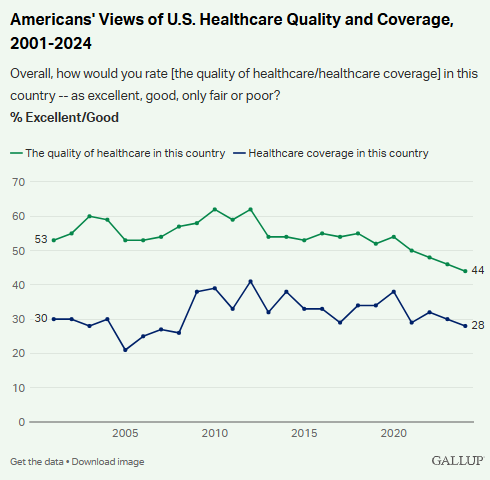 Americans' Views of U.S. Healthcare Quality and Coverage,
2001-2024
Overall, how would you rate [the quality of healthcare/healthcare coverage] in this
country -- as excellent, good, only fair or poor?
% Excellent/Good
The quality of healthcare in this country Healthcare coverage in this country
70
60
53
50
44
40
30
30
28
20
10
0
2005 2010 2015 2020
Get the data • Download image GALLUP